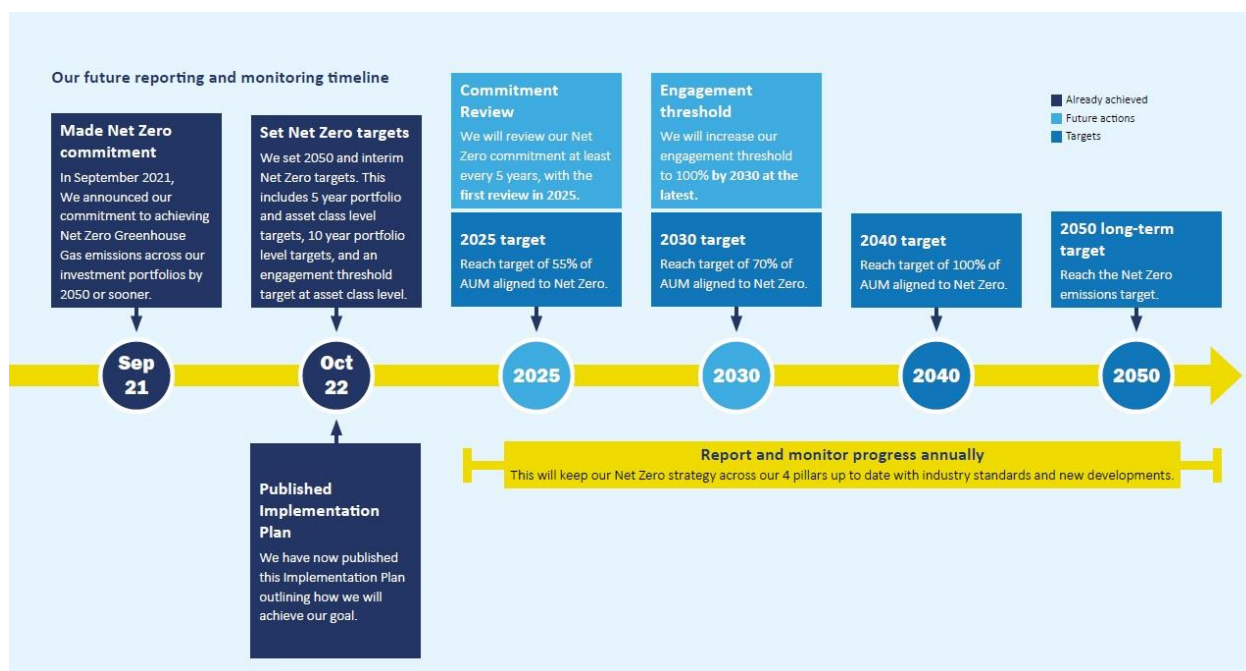 Our future reporting and monitoring timeline
Already achieved
Future actions
Targets
Made Net Zero
commitment
In September 2021,
We announced our
commitment to achieving
Net Zero Greenhouse
Gas emissions across our
investment portfolios by
2050 or sooner.
Set Net Zero targets
We set 2050 and interim
Net Zero targets. This
includes 5 year portfolio
and asset class level
targets, 10 year portfolio
level targets, and an
engagement threshold
target at asset class level.
Commitment
Review
We will review our Net
Zero commitment at least
every 5 years, with the
first review in 2025.
2025 target
Reach target of 55% of
AUM aligned to Net Zero.
Engagement
threshold
We will increase our
engagement threshold
to 100% by 2030 at the
latest.
2030 target
Reach target of 70% of
AUM aligned to Net Zero.
2040 target
Reach target of 100% of
AUM aligned to Net Zero.
2050 long-term
target
Reach the Net Zero
emissions target.
Sep
21
Oct
22
2025
2030
2040
2050
Published
Implementation
Plan
We have now published
this Implementation Plan
outlining how we will
achieve our goal.
Report and monitor progress annually
This will keep our Net Zero strategy across our 4 pillars up to date with industry standards and new developments.